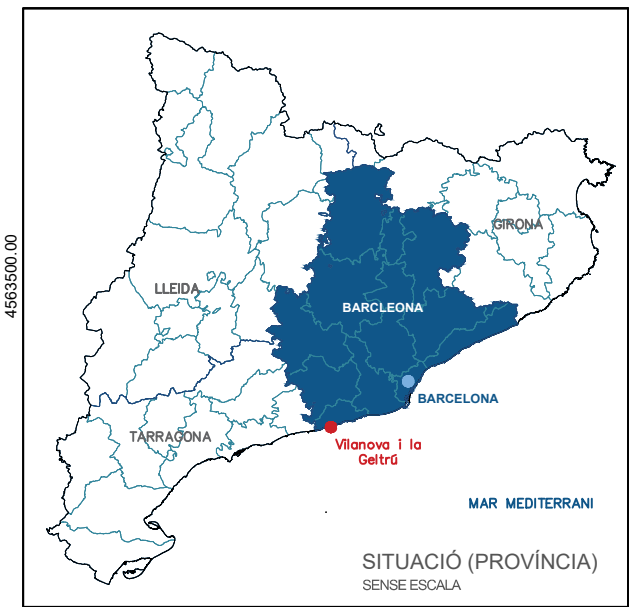 4563500.00
GIRONA
LLEIDA
BARCLEONA
BARCELONA
TARRAGONA
Vilanova i la
Geltrú
MAR MEDITERRANI
SITUACIÓ (PROVÍNCIA)
SENSE ESCALA